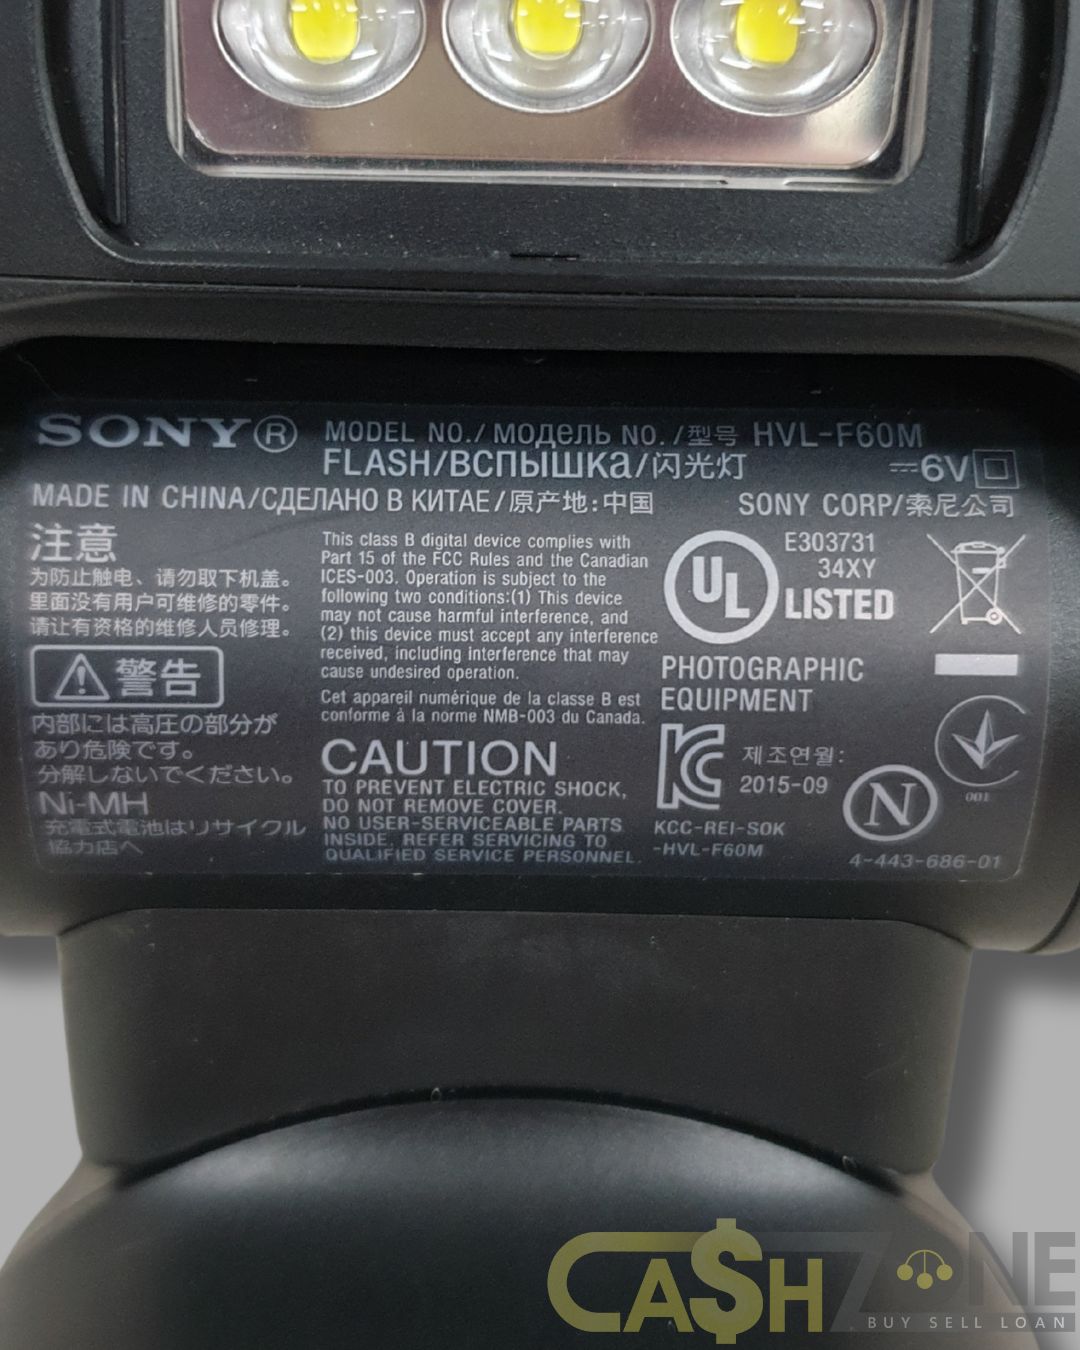 SONY® MODEL NO./МОДЕЛЬ NO./型号 HVL-F60M
FLASH/ВСПЫШКА/闪光灯 ⎓6V
MADE IN CHINA/СДЕЛАНО В КИТАЕ/原产地:中国 SONY CORP/索尼公司
注意
为防止触电、请勿取下机盖。
里面没有用户可维修的零件。
请让有资格的维修人员修理。
警告
内部には高圧の部分が
あり危険です。
分解しないでください。
Ni-MH
充電式電池はリサイクル
協力店へ
This class B digital device complies with
Part 15 of the FCC Rules and the Canadian
ICES-003. Operation is subject to the
following two conditions:(1) This device
may not cause harmful interference, and
(2) this device must accept any interference
received, including interference that may
cause undesired operation.
Cet appareil numérique de la classe B est
conforme à la norme NMB-003 du Canada.
CAUTION
TO PREVENT ELECTRIC SHOCK,
DO NOT REMOVE COVER.
NO USER-SERVICEABLE PARTS
INSIDE. REFER SERVICING TO
QUALIFIED SERVICE PERSONNEL.
UL
E303731
34XY
LISTED
PHOTOGRAPHIC
EQUIPMENT
제조연월:
2015-09
KCC-REI-SOK
-HVL-F60M
N
001
4-443-686-01
CA$HZONE
BUY SELL LOAN